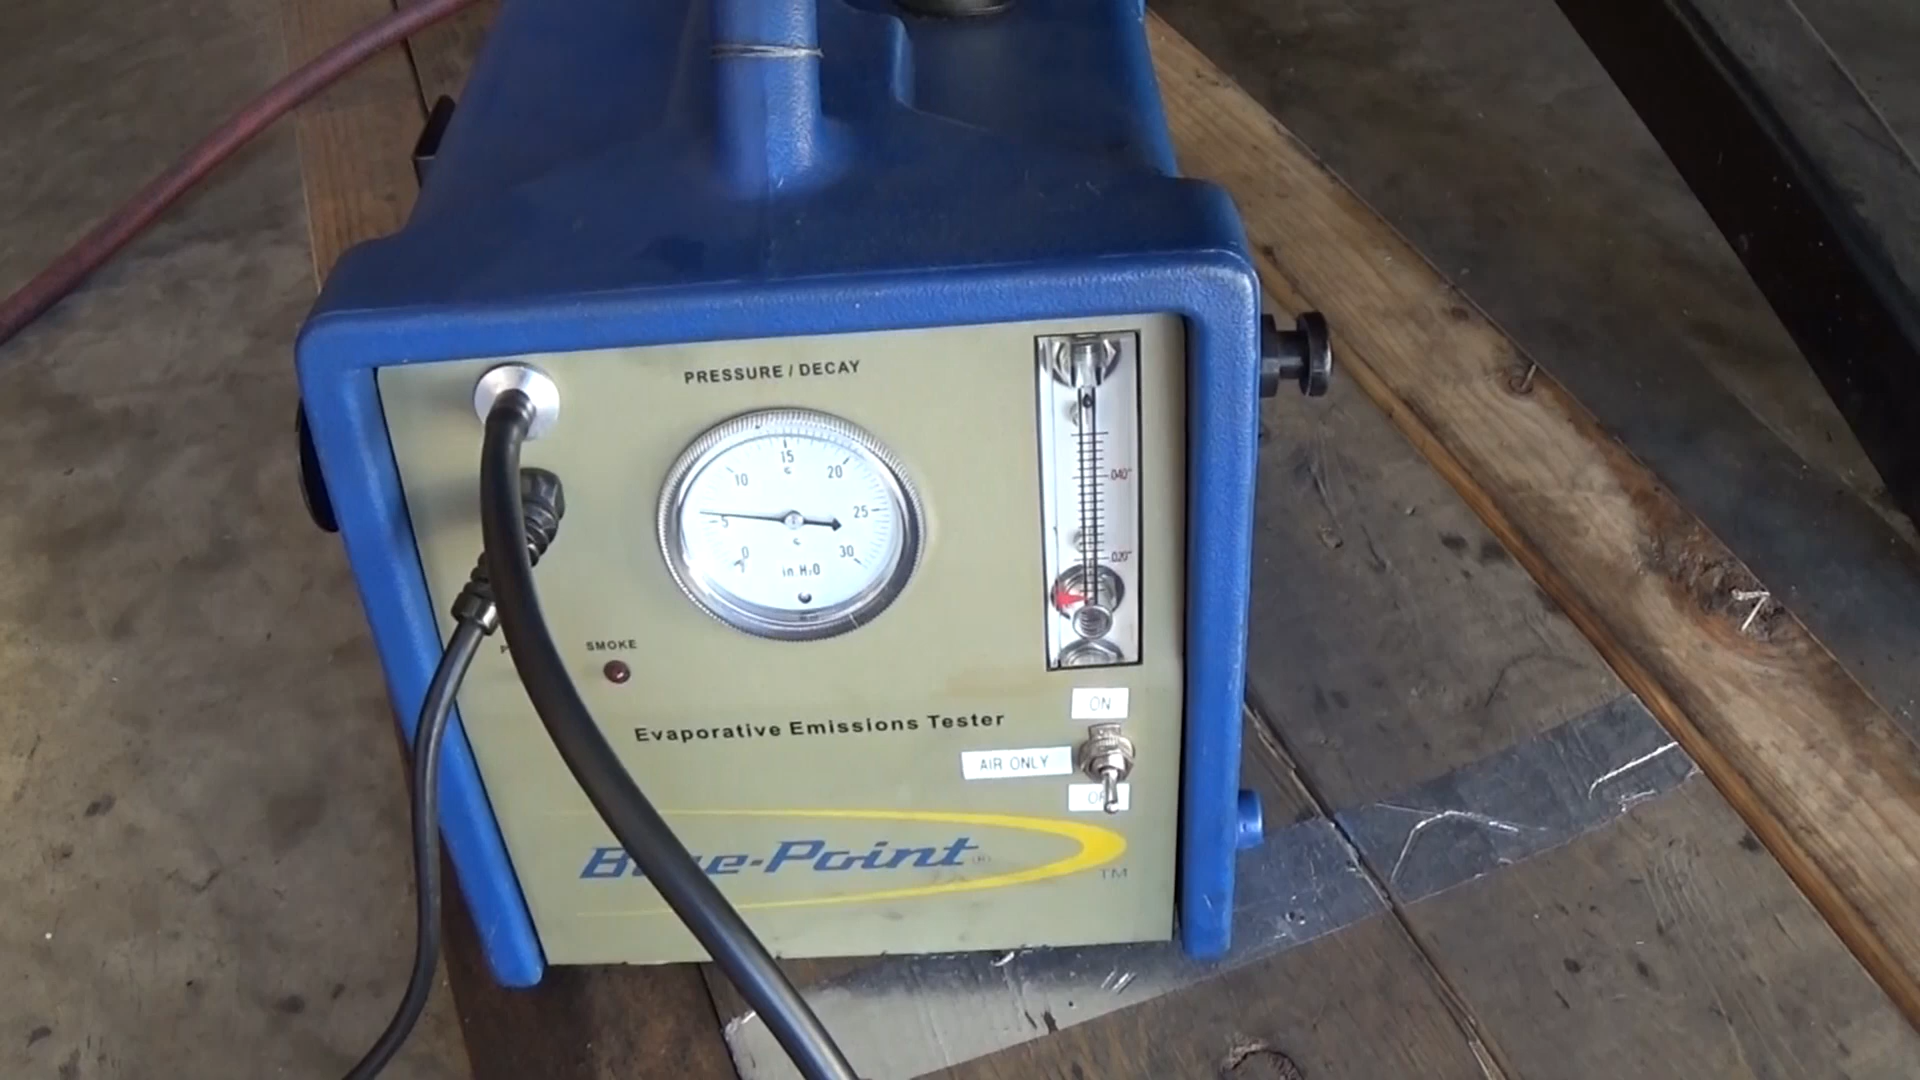 PRESSURE / DECAY
15
10
20
5
25
0
30
in H₂O
.040"
.020"
SMOKE
Evaporative Emissions Tester
ON
AIR ONLY
Point
TM